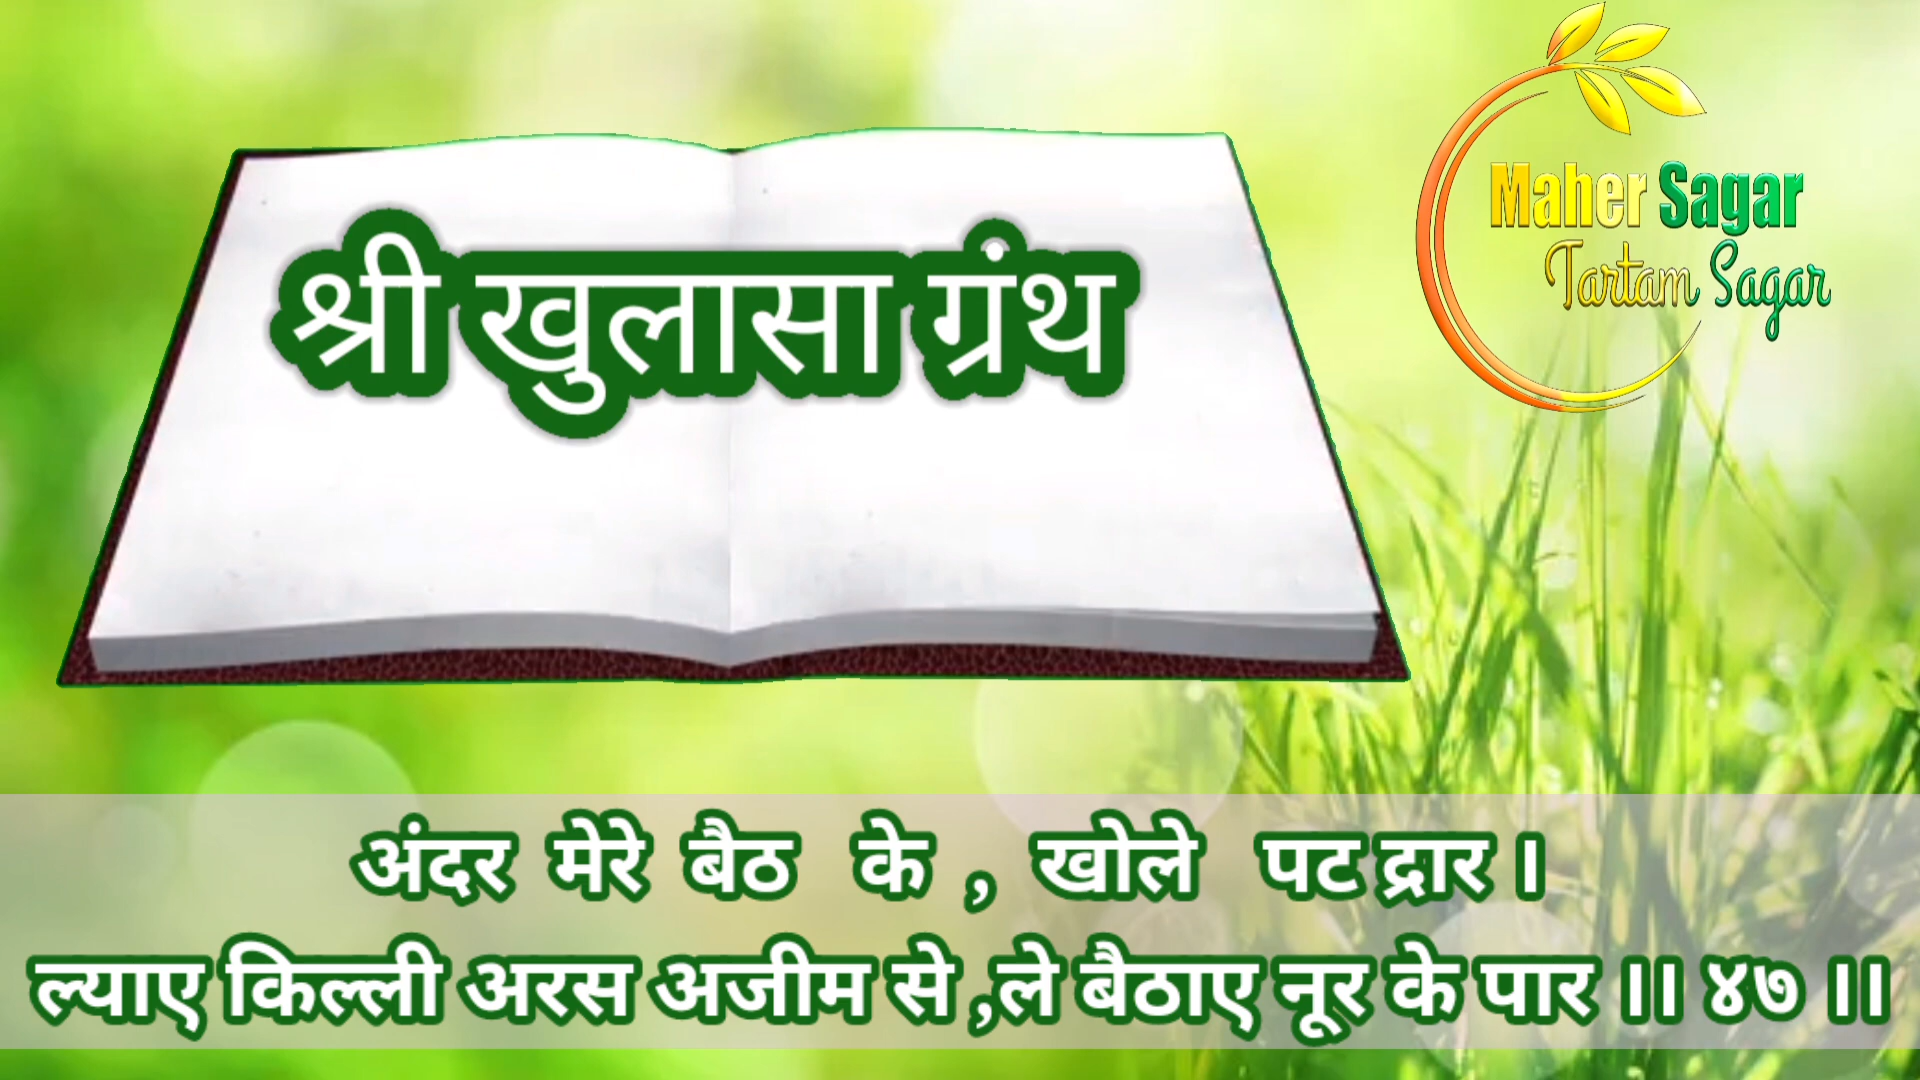 श्री खुलासा ग्रंथ
Maher Sagar
Tartam Sagar
अंदर मेरे बैठ के , खोले पट द्रार ।
ल्याए किल्ली अरस अजीम से ,ले बैठाए नूर के पार ।। ४७ ।।